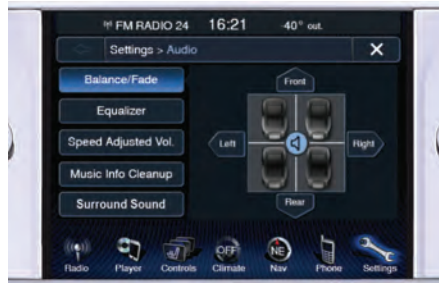 FM RADIO 24 16:21 -40° out.
Settings > Audio
Balance/Fade
Front
Equalizer
Speed Adjusted Vol.
Left
Right
Music Info Cleanup
Surround Sound
Rear
OFF
NE
Radio Player Controls Climate Nav Phone Settings